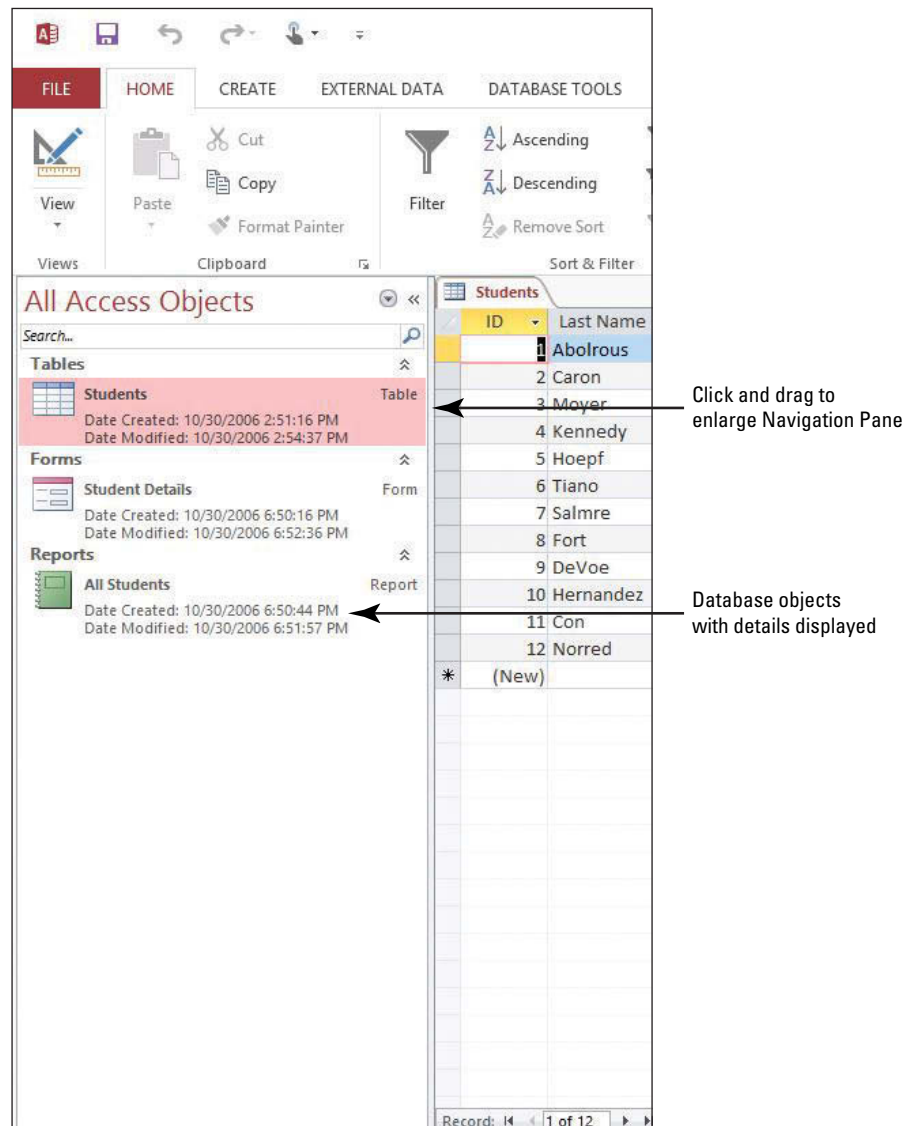 FILE HOME CREATE EXTERNAL DATA DATABASE TOOLS
View
Paste
Cut
Copy
Format Painter
Filter
Ascending
Descending
Remove Sort
Views Clipboard Sort & Filter
All Access Objects
Search...
Tables
Students Table
Date Created: 10/30/2006 2:51:16 PM
Date Modified: 10/30/2006 2:54:37 PM
Forms
Student Details Form
Date Created: 10/30/2006 6:50:16 PM
Date Modified: 10/30/2006 6:52:36 PM
Reports
All Students Report
Date Created: 10/30/2006 6:50:44 PM
Date Modified: 10/30/2006 6:51:57 PM
Students
ID Last Name
1 Abolrous
2 Caron
3 Moyer
4 Kennedy
5 Hoepf
6 Tiano
7 Salmre
8 Fort
9 DeVoe
10 Hernandez
11 Con
12 Norred
(New)
Record: 1 of 12
Click and drag to
enlarge Navigation Pane
Database objects
with details displayed